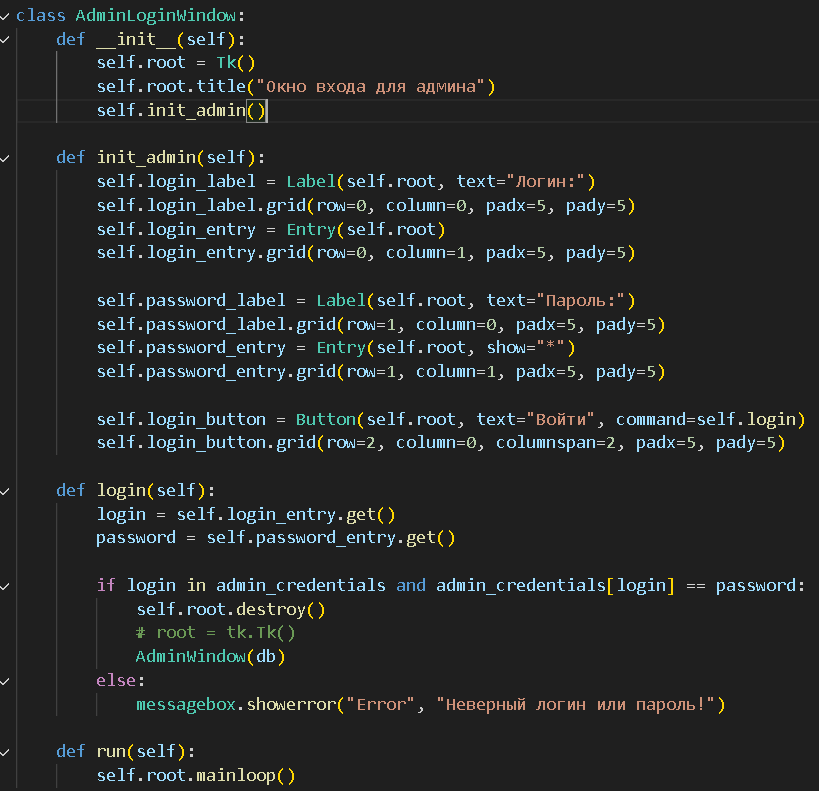 class AdminLoginWindow:
    def __init__(self):
        self.root = Tk()
        self.root.title("Окно входа для админа")
        self.init_admin()

    def init_admin(self):
        self.login_label = Label(self.root, text="Логин:")
        self.login_label.grid(row=0, column=0, padx=5, pady=5)
        self.login_entry = Entry(self.root)
        self.login_entry.grid(row=0, column=1, padx=5, pady=5)

        self.password_label = Label(self.root, text="Пароль:")
        self.password_label.grid(row=1, column=0, padx=5, pady=5)
        self.password_entry = Entry(self.root, show="*")
        self.password_entry.grid(row=1, column=1, padx=5, pady=5)

        self.login_button = Button(self.root, text="Войти", command=self.login)
        self.login_button.grid(row=2, column=0, columnspan=2, padx=5, pady=5)

    def login(self):
        login = self.login_entry.get()
        password = self.password_entry.get()

        if login in admin_credentials and admin_credentials[login] == password:
            self.root.destroy()
            # root = tk.Tk()
            AdminWindow(db)
        else:
            messagebox.showerror("Error", "Неверный логин или пароль!")

    def run(self):
        self.root.mainloop()